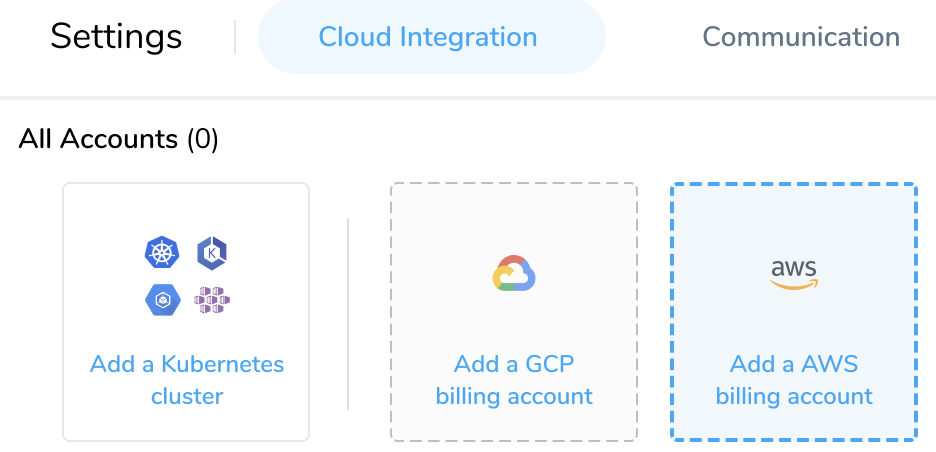 Settings
Cloud Integration
Communication
All Accounts (0)
K
Add a Kubernetes
cluster
Add a GCP
billing account
aws
Add a AWS
billing account